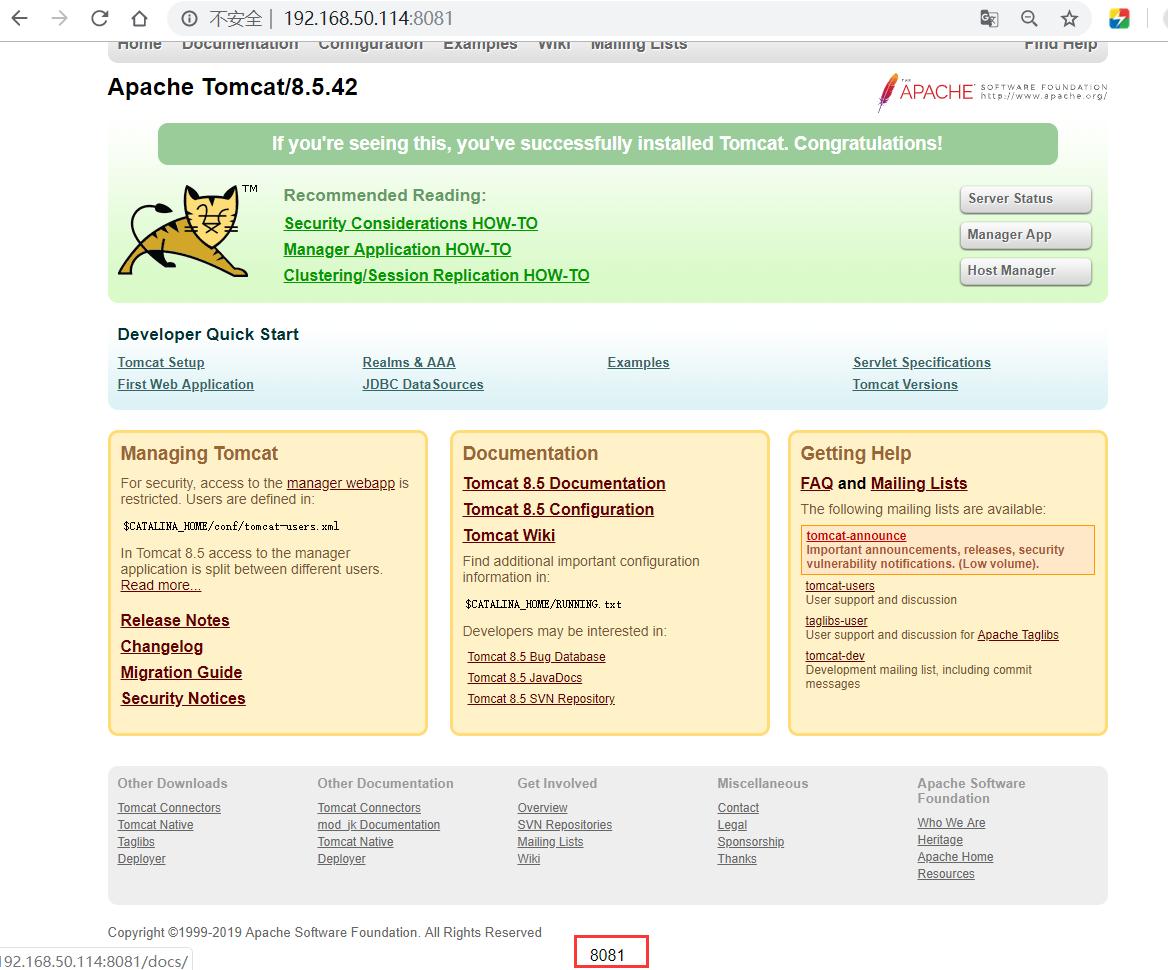 不安全 | 192.168.50.114:8081
Home Documentation Configuration Examples Wiki Mailing Lists Find Help
Apache Tomcat/8.5.42
THE
APACHE SOFTWARE FOUNDATION
http://www.apache.org/
If you're seeing this, you've successfully installed Tomcat. Congratulations!
TM
Recommended Reading:
Security Considerations HOW-TO
Manager Application HOW-TO
Clustering/Session Replication HOW-TO
Server Status
Manager App
Host Manager
Developer Quick Start
Tomcat Setup
First Web Application
Realms & AAA
JDBC DataSources
Examples
Servlet Specifications
Tomcat Versions
Managing Tomcat
For security, access to the manager webapp is
restricted. Users are defined in:
$CATALINA_HOME/conf/tomcat-users.xml
In Tomcat 8.5 access to the manager
application is split between different users.
Read more...
Release Notes
Changelog
Migration Guide
Security Notices
Documentation
Tomcat 8.5 Documentation
Tomcat 8.5 Configuration
Tomcat Wiki
Find additional important configuration
information in:
$CATALINA_HOME/RUNNING.txt
Developers may be interested in:
Tomcat 8.5 Bug Database
Tomcat 8.5 JavaDocs
Tomcat 8.5 SVN Repository
Getting Help
FAQ and Mailing Lists
The following mailing lists are available:
tomcat-announce
Important announcements, releases, security
vulnerability notifications. (Low volume).
tomcat-users
User support and discussion
taglibs-user
User support and discussion for Apache Taglibs
tomcat-dev
Development mailing list, including commit
messages
Other Downloads
Tomcat Connectors
Tomcat Native
Taglibs
Deployer
Other Documentation
Tomcat Connectors
mod_jk Documentation
Tomcat Native
Deployer
Get Involved
Overview
SVN Repositories
Mailing Lists
Wiki
Miscellaneous
Contact
Legal
Sponsorship
Thanks
Apache Software
Foundation
Who We Are
Heritage
Apache Home
Resources
Copyright ©1999-2019 Apache Software Foundation. All Rights Reserved
8081
192.168.50.114:8081/docs/